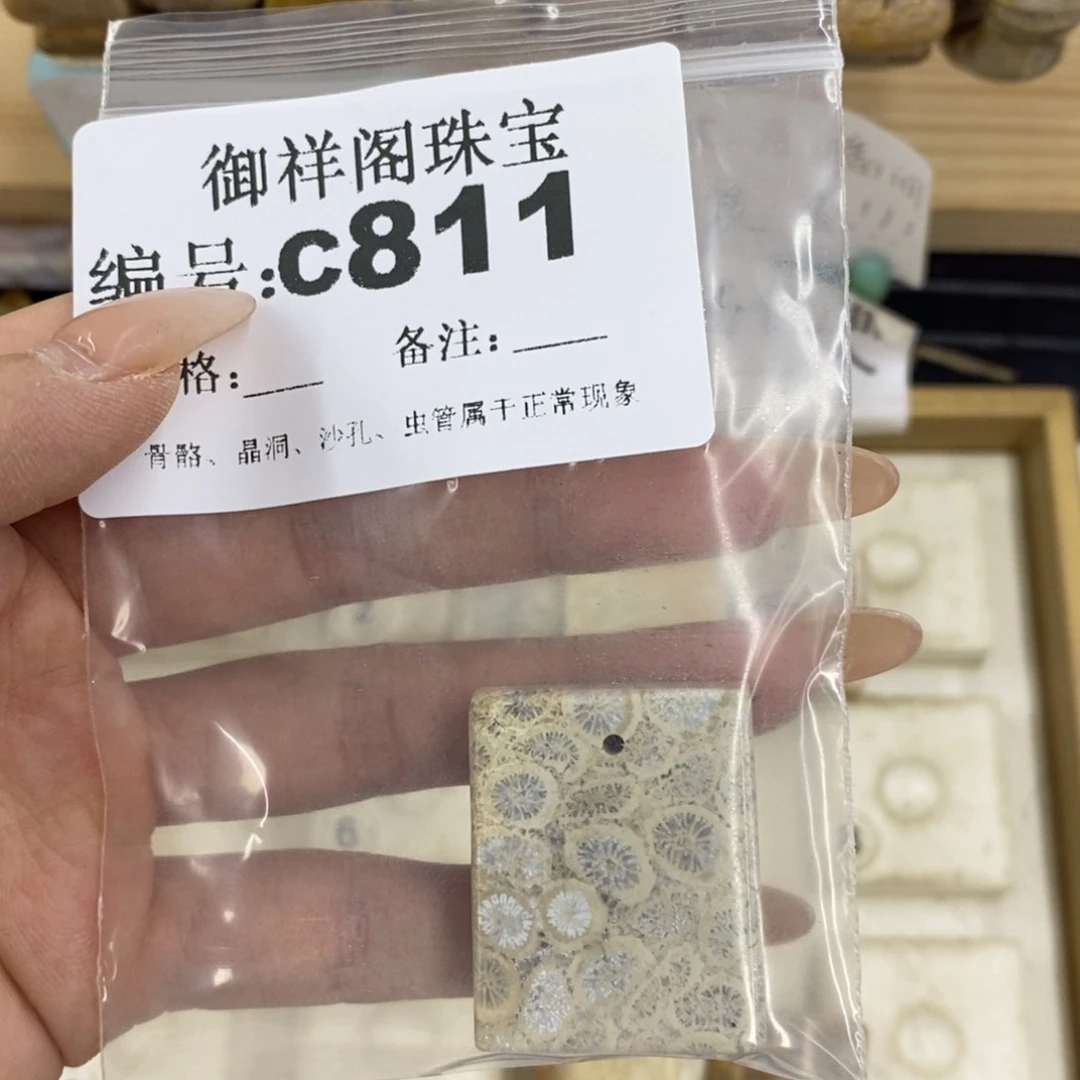 御祥阁珠宝
编号:c811
格:___ 备注:____
骨骼、晶洞、沙孔、虫管属于正常现象